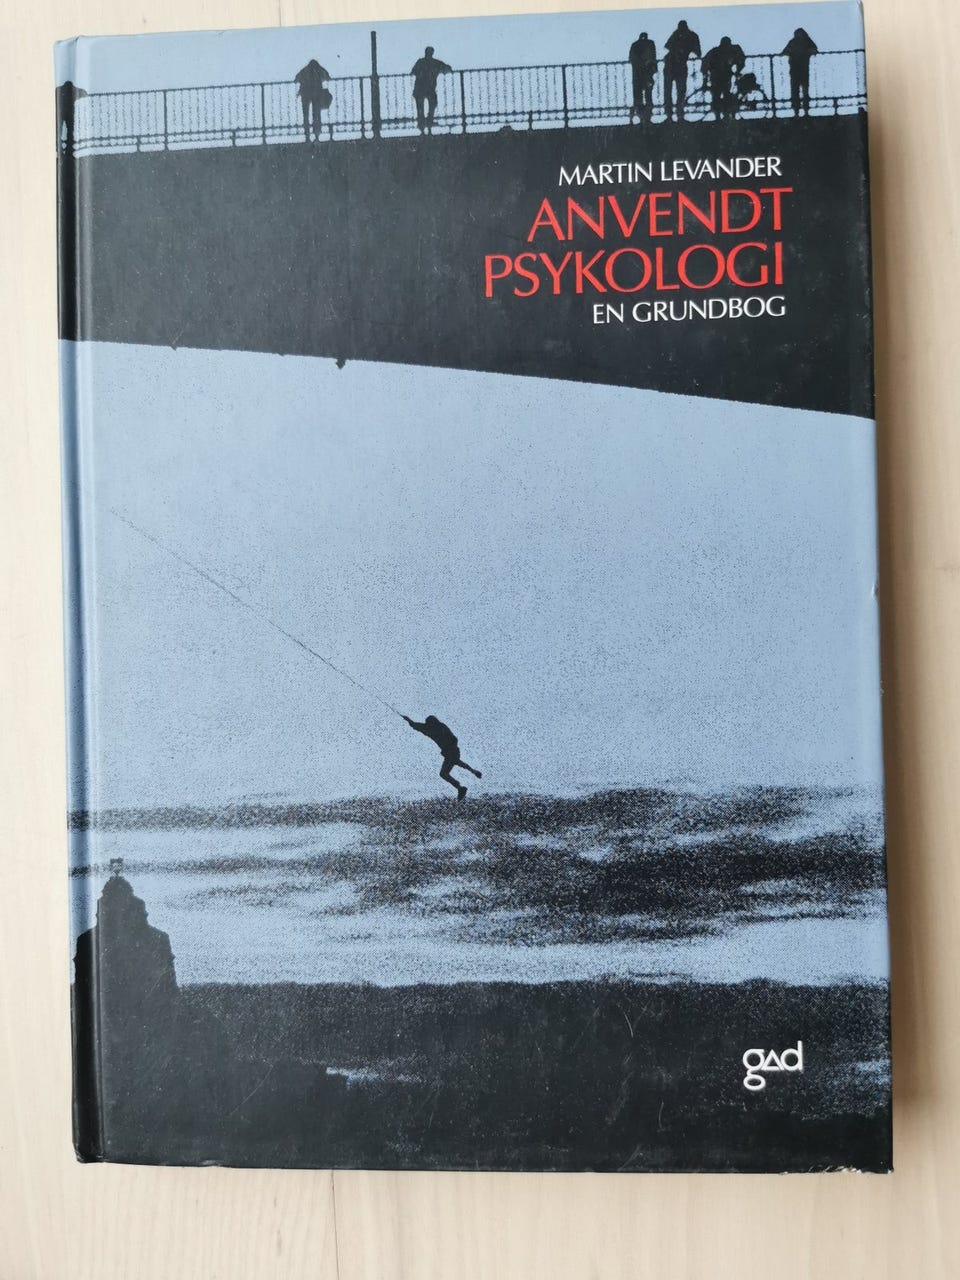 MARTIN LEVANDER
ANVENDT
PSYKOLOGI
EN GRUNDBOG
gad